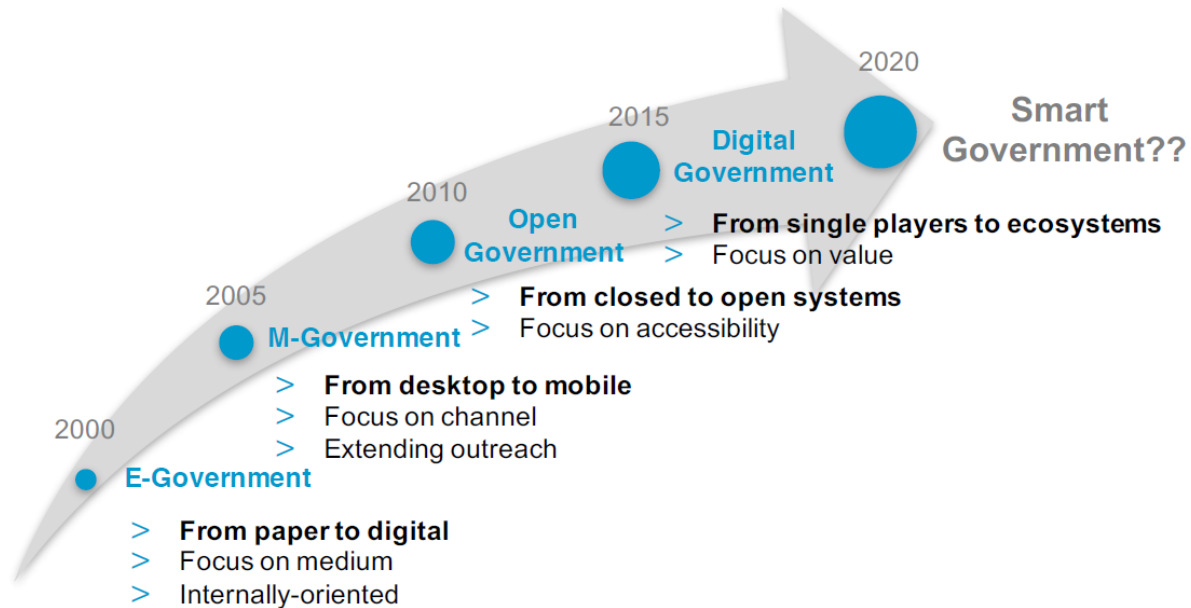 2000
E-Government
> From paper to digital
> Focus on medium
> Internally-oriented
2005
M-Government
> From desktop to mobile
> Focus on channel
> Extending outreach
2010
Open
Government
> From closed to open systems
> Focus on accessibility
2015
Digital
Government
> From single players to ecosystems
> Focus on value
2020
Smart
Government??